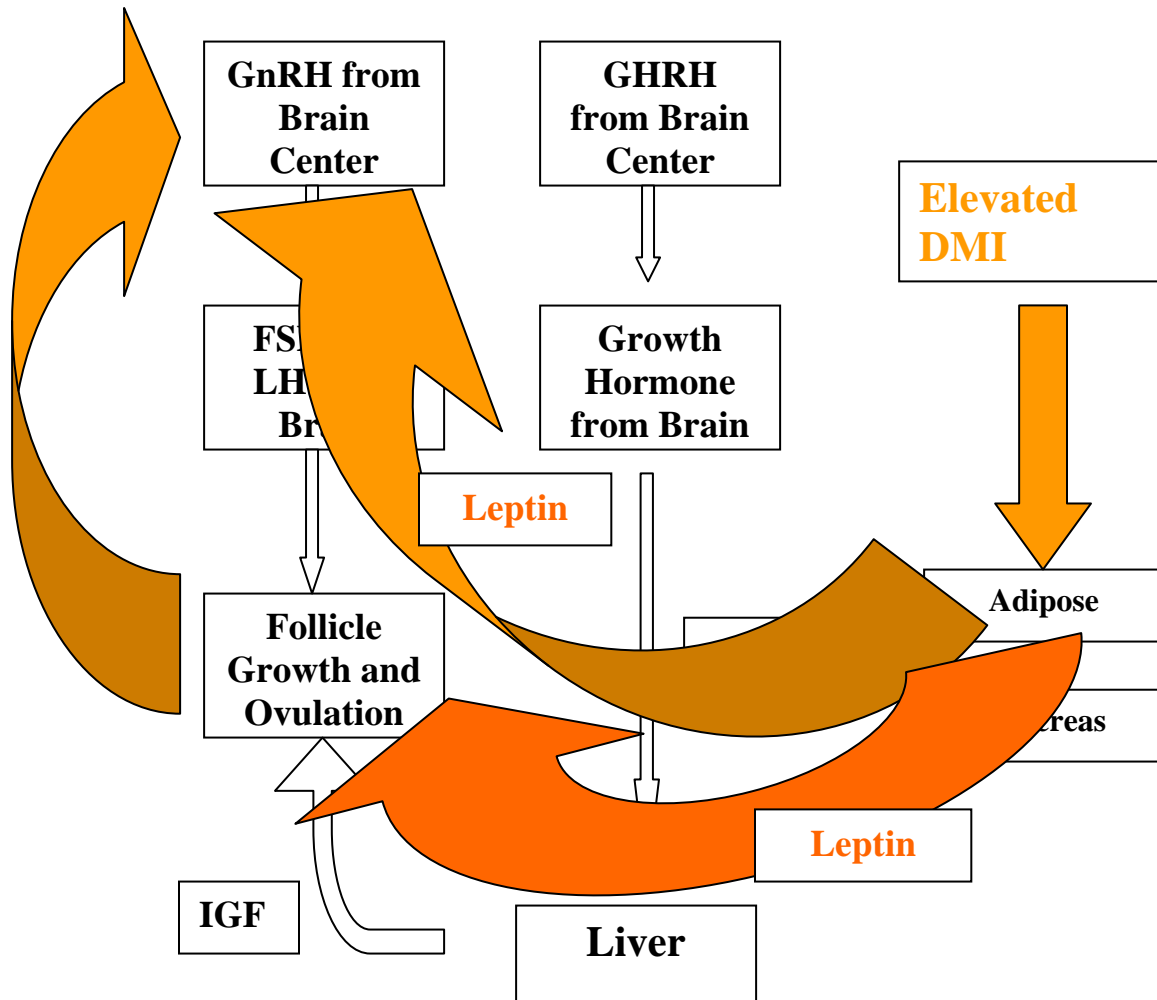 GnRH from
Brain
Center
GHRH
from Brain
Center
Elevated
DMI
Growth
Hormone
from Brain
Leptin
Adipose
Follicle
Growth and
Ovulation
Leptin
IGF
Liver